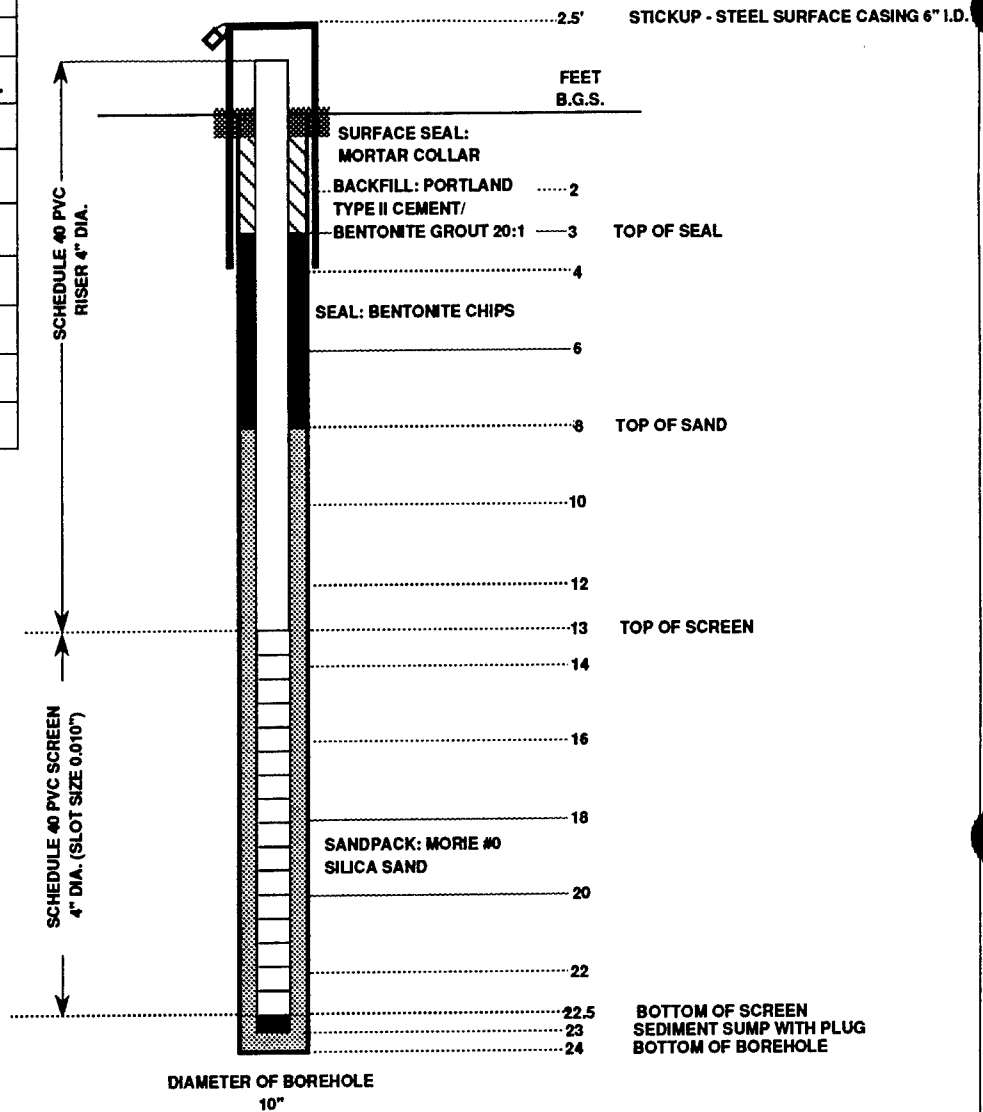 2.5' STICKUP - STEEL SURFACE CASING 6" I.D.
FEET
B.G.S.
SURFACE SEAL:
MORTAR COLLAR
BACKFILL: PORTLAND 2
TYPE II CEMENT/
BENTONITE GROUT 20:1 3 TOP OF SEAL
4
SEAL: BENTONITE CHIPS
6
8 TOP OF SAND
10
12
13 TOP OF SCREEN
14
16
18
SANDPACK: MORIE #0
SILICA SAND
20
22
22.5 BOTTOM OF SCREEN
23 SEDIMENT SUMP WITH PLUG
24 BOTTOM OF BOREHOLE
SCHEDULE 40 PVC
RISER 4" DIA.
SCHEDULE 40 PVC SCREEN
4" DIA. (SLOT SIZE 0.010")
DIAMETER OF BOREHOLE
10"